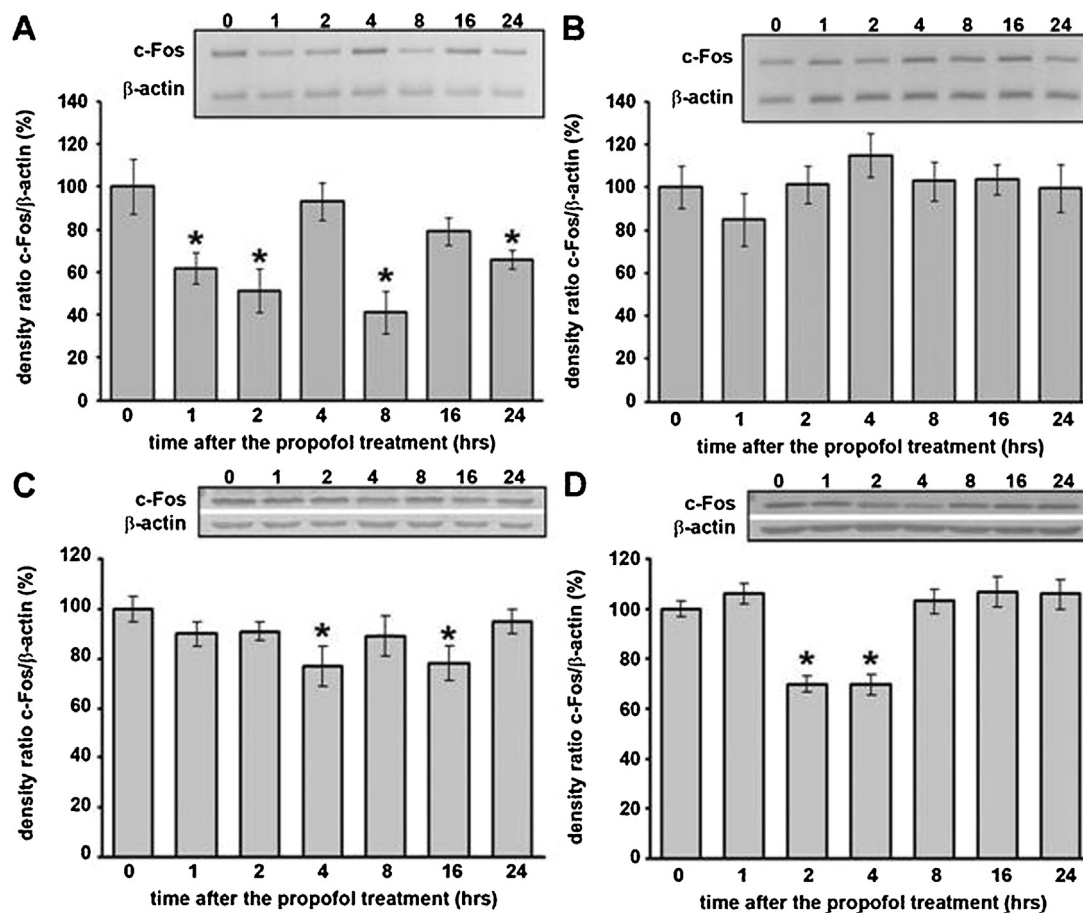 A
0 1 2 4 8 16 24
c-Fos
β-actin
density ratio c-Fos/β-actin (%)
140
120
100
80
60
40
20
0
* * * *
0 1 2 4 8 16 24
time after the propofol treatment (hrs)
B
0 1 2 4 8 16 24
c-Fos
β-actin
density ratio c-Fos/β-actin (%)
140
120
100
80
60
40
20
0
0 1 2 4 8 16 24
time after the propofol treatment (hrs)
C
0 1 2 4 8 16 24
c-Fos
β-actin
density ratio c-Fos/β-actin (%)
120
100
80
60
40
20
0
* *
0 1 2 4 8 16 24
time after the propofol treatment (hrs)
D
0 1 2 4 8 16 24
c-Fos
β-actin
density ratio c-Fos/β-actin (%)
120
100
80
60
40
20
0
* *
0 1 2 4 8 16 24
time after the propofol treatment (hrs)